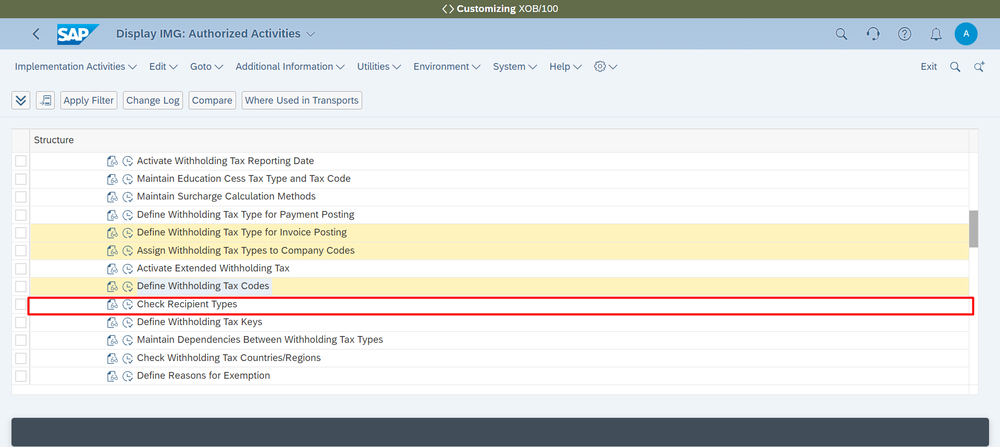 Customizing XOB/100
SAP Display IMG: Authorized Activities A
Implementation Activities Edit Goto Additional Information Utilities Environment System Help Exit
Apply Filter Change Log Compare Where Used in Transports
Structure
Activate Withholding Tax Reporting Date
Maintain Education Cess Tax Type and Tax Code
Maintain Surcharge Calculation Methods
Define Withholding Tax Type for Payment Posting
Define Withholding Tax Type for Invoice Posting
Assign Withholding Tax Types to Company Codes
Activate Extended Withholding Tax
Define Withholding Tax Codes
Check Recipient Types
Define Withholding Tax Keys
Maintain Dependencies Between Withholding Tax Types
Check Withholding Tax Countries/Regions
Define Reasons for Exemption